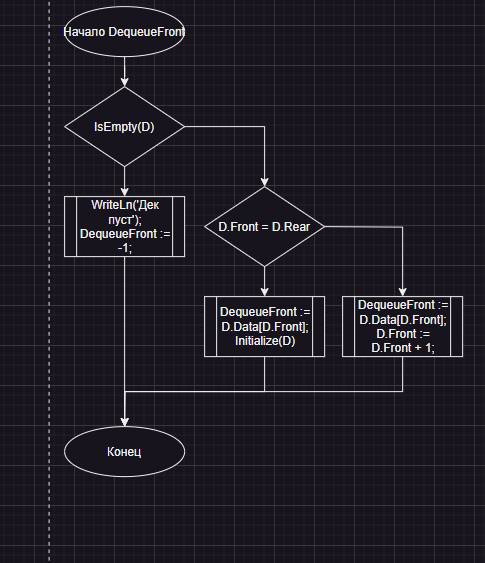 Начало DequeueFront
IsEmpty(D)
WriteLn('Дек
пуст');
DequeueFront :=
-1;
D.Front = D.Rear
DequeueFront :=
D.Data[D.Front];
Initialize(D)
DequeueFront :=
D.Data[D.Front];
D.Front :=
D.Front + 1;
Конец